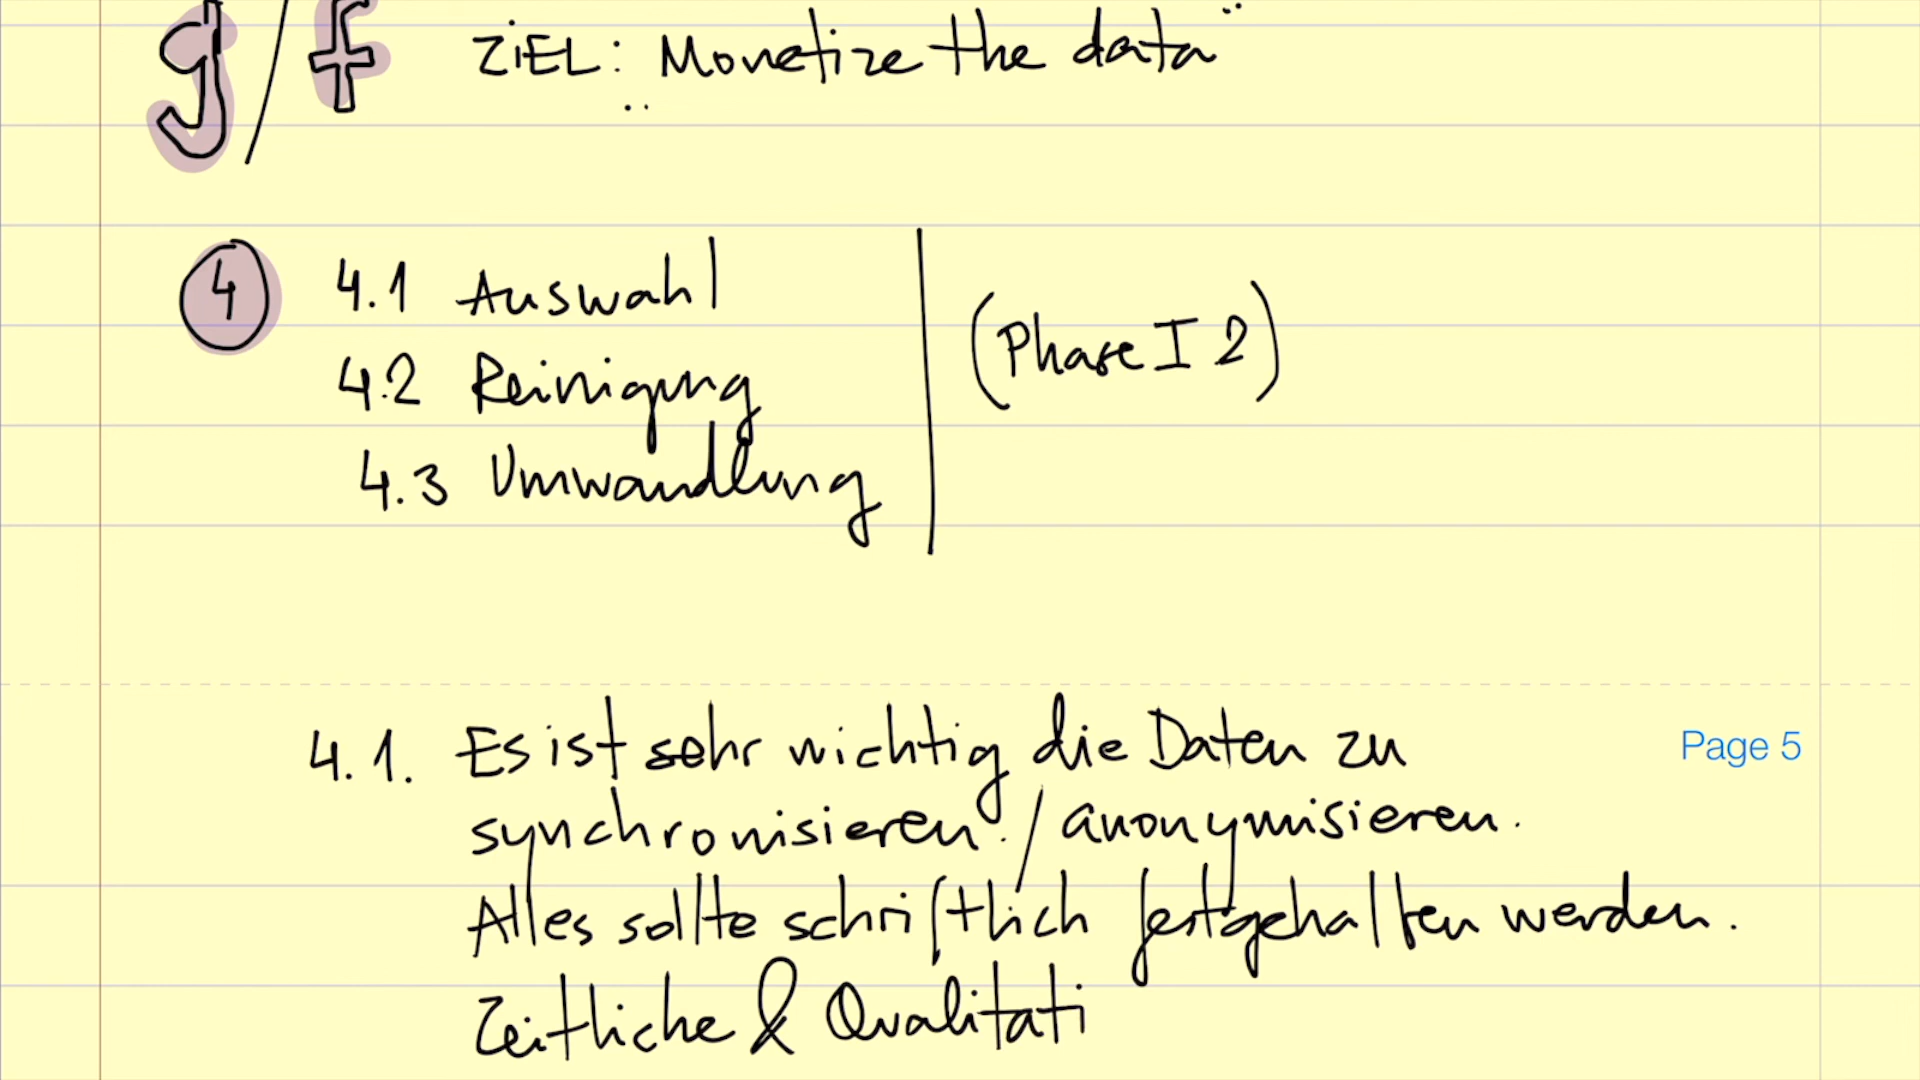 g/f ZIEL: Monetize the data"
④ 4.1 Auswahl
4.2 Reinigung
4.3 Umwandlung
(Phase I 2)
4.1. Es ist sehr wichtig die Daten zu
Page 5
synchronisieren./anonymisieren.
Alles sollte schriftlich festgehalten werden.
Zeitliche & Qualitati